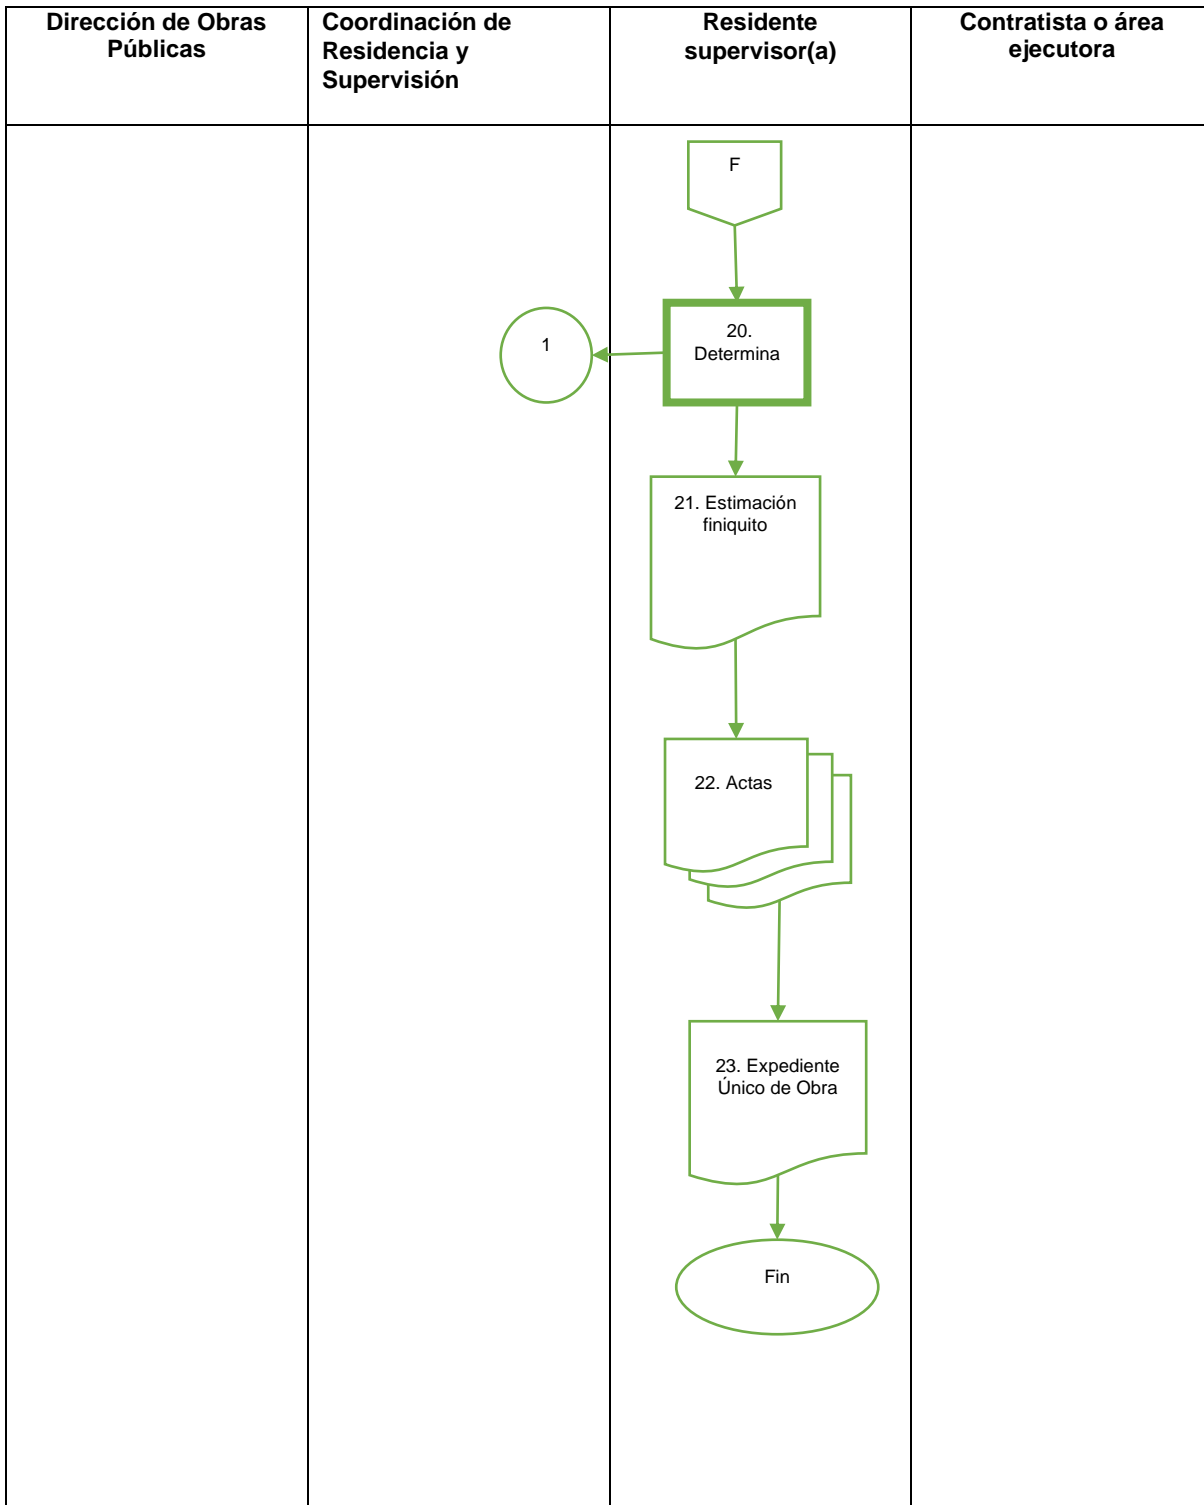 Dirección de Obras
Públicas
Coordinación de
Residencia y
Supervisión
Residente
supervisor(a)
Contratista o área
ejecutora
F
1
20.
Determina
21. Estimación
finiquito
22. Actas
23. Expediente
Único de Obra
Fin